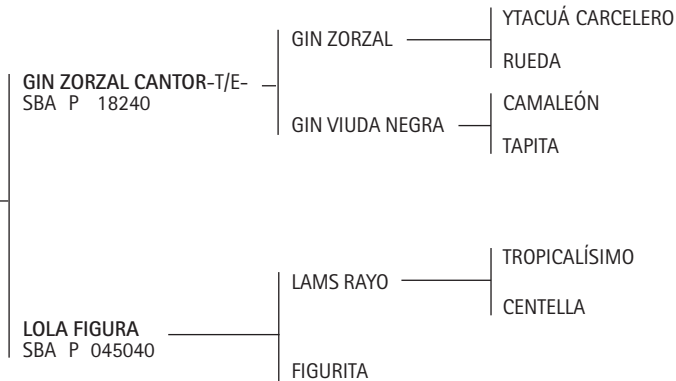 YTACUÁ CARCELERO
GIN ZORZAL
RUEDA
GIN ZORZAL CANTOR-T/E-
SBA P 18240
CAMALEÓN
GIN VIUDA NEGRA
TAPITA
TROPICALÍSIMO
LAMS RAYO
CENTELLA
LOLA FIGURA
SBA P 045040
FIGURITA